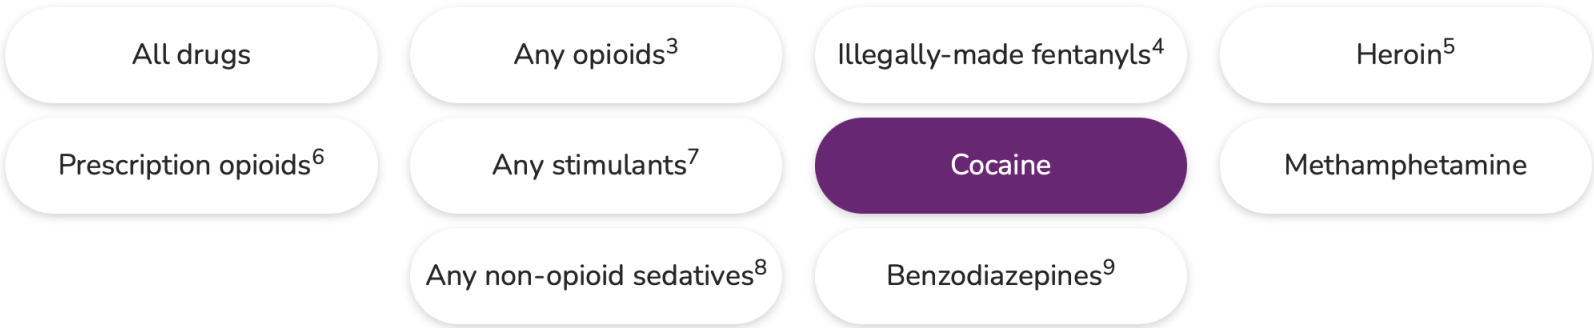 All drugs
Any opioids³
Illegally-made fentanyls⁴
Heroin⁵
Prescription opioids⁶
Any stimulants⁷
Cocaine
Methamphetamine
Any non-opioid sedatives⁸
Benzodiazepines⁹